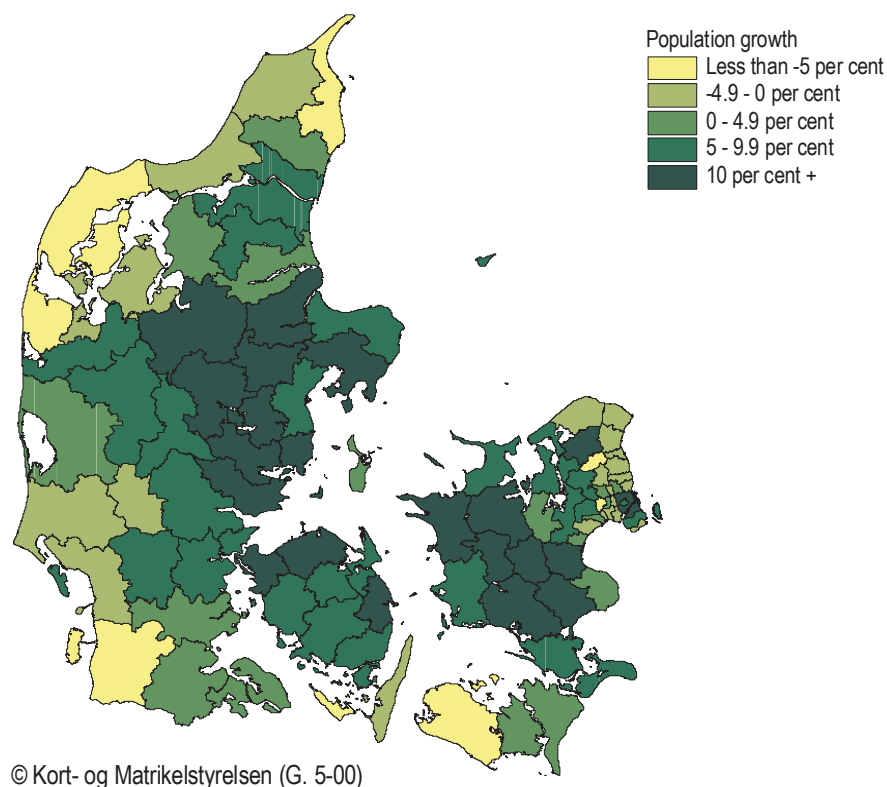 Population growth
Less than -5 per cent
-4.9 - 0 per cent
0 - 4.9 per cent
5 - 9.9 per cent
10 per cent +
© Kort- og Matrikelstyrelsen (G. 5-00)